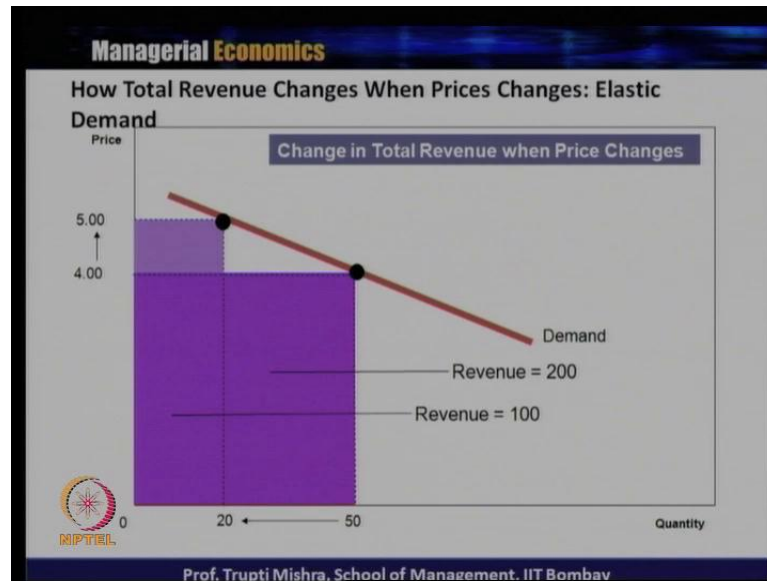 Managerial Economics
How Total Revenue Changes When Prices Changes: Elastic
Demand
Price
Change in Total Revenue when Price Changes
5.00
4.00
Demand
Revenue = 200
Revenue = 100
0
20
50
Quantity
NPTEL
Prof. Trupti Mishra, School of Management, IIT Bombay